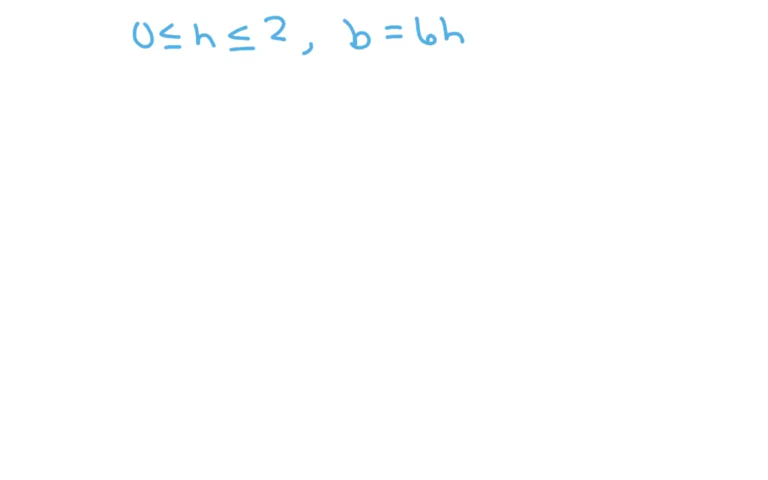 0 ≤ h ≤ 2, b = 6h